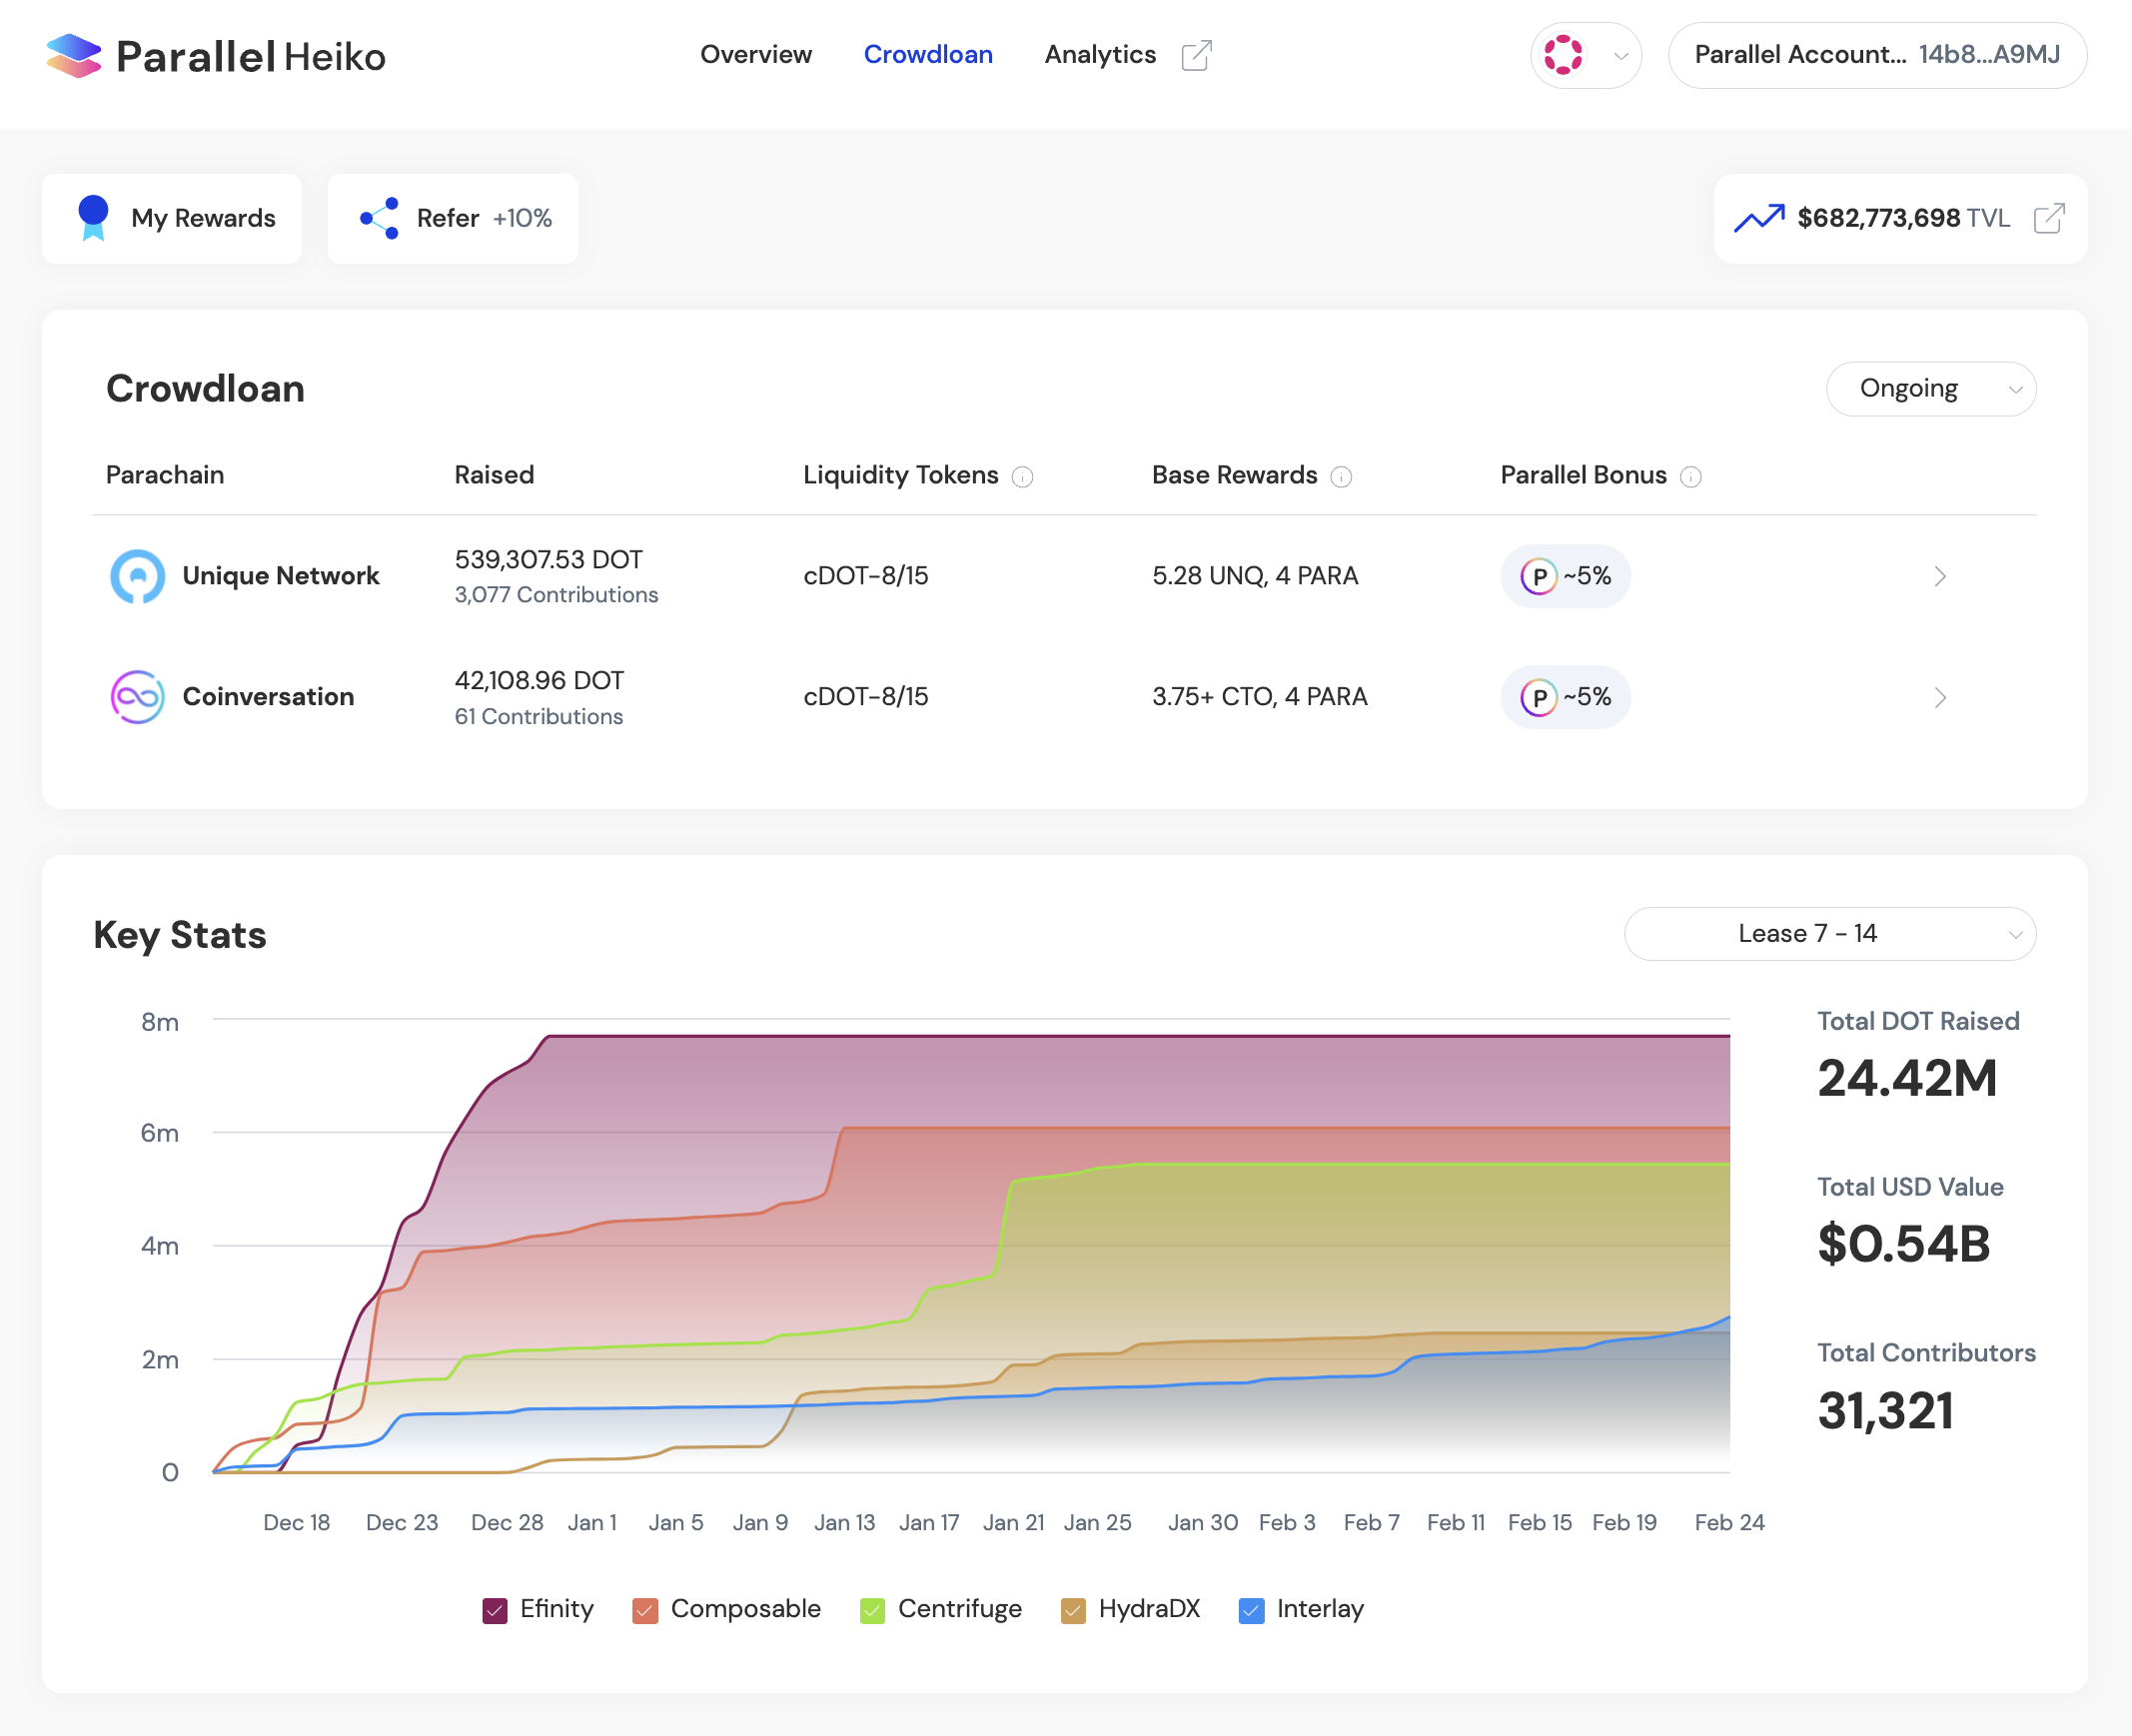 Parallel Heiko
Overview
Crowdloan
Analytics
Parallel Account... 14b8...A9MJ
My Rewards
Refer +10%
$682,773,698 TVL
Crowdloan
Ongoing
Parachain
Raised
Liquidity Tokens
Base Rewards
Parallel Bonus
Unique Network
539,307.53 DOT
3,077 Contributions
cDOT-8/15
5.28 UNQ, 4 PARA
P ~5%
Coinversation
42,108.96 DOT
61 Contributions
cDOT-8/15
3.75+ CTO, 4 PARA
P ~5%
Key Stats
Lease 7 - 14
8m
6m
4m
2m
0
Dec 18
Dec 23
Dec 28
Jan 1
Jan 5
Jan 9
Jan 13
Jan 17
Jan 21
Jan 25
Jan 30
Feb 3
Feb 7
Feb 11
Feb 15
Feb 19
Feb 24
Total DOT Raised
24.42M
Total USD Value
$0.54B
Total Contributors
31,321
Efinity
Composable
Centrifuge
HydraDX
Interlay